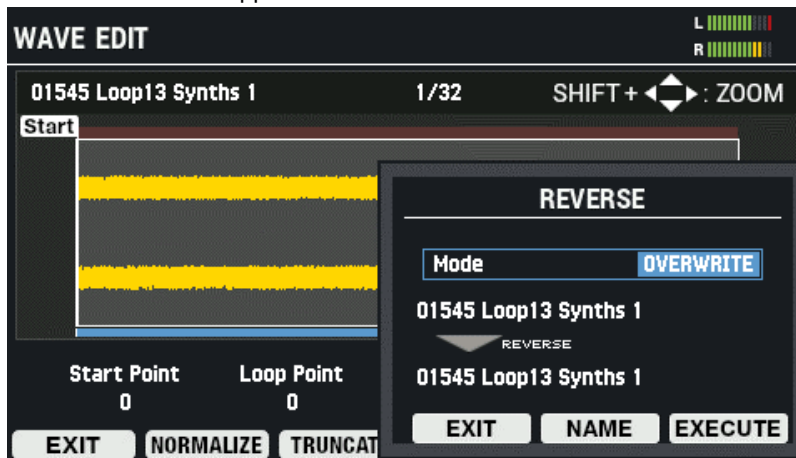 WAVE EDIT
L
R
01545 Loop13 Synths 1 1/32 SHIFT + : ZOOM
Start
REVERSE
Mode OVERWRITE
01545 Loop13 Synths 1
REVERSE
01545 Loop13 Synths 1
Start Point Loop Point
0 0
EXIT NORMALIZE TRUNCAT
EXIT NAME EXECUTE